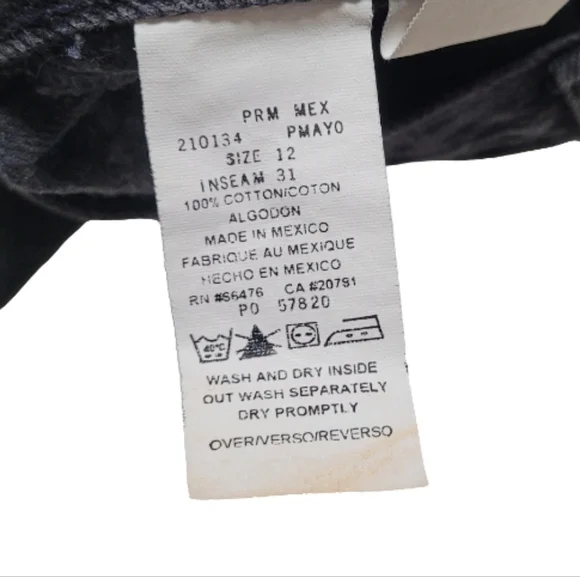 PRM MEX
210134 PMAYO
SIZE 12
INSEAM 31
100% COTTON/COTON
ALGODON
MADE IN MEXICO
FABRIQUE AU MEXIQUE
HECHO EN MEXICO
RN #56476 CA #20791
PO 57820
40°C
WASH AND DRY INSIDE
OUT WASH SEPARATELY
DRY PROMPTLY
OVER/VERSO/REVERSO